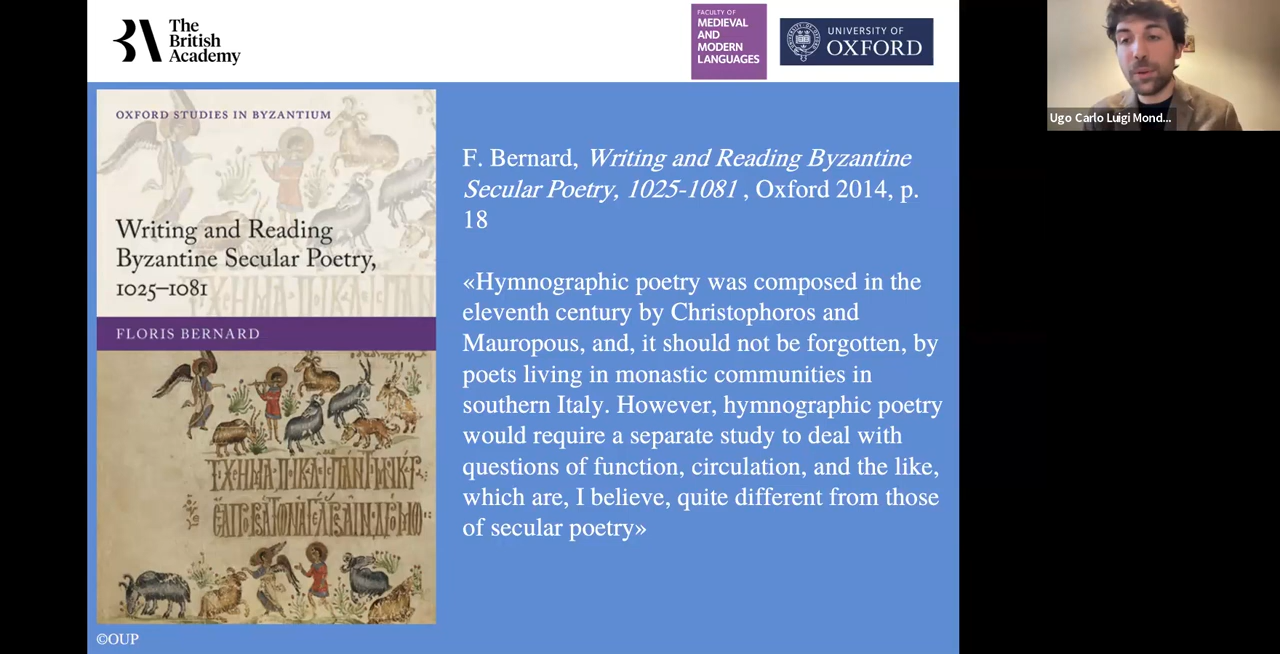 The
British
Academy
FACULTY OF
MEDIEVAL
AND
MODERN
LANGUAGES
UNIVERSITY OF
OXFORD
OXFORD STUDIES IN BYZANTIUM
Writing and Reading
Byzantine Secular Poetry,
1025–1081
FLORIS BERNARD
©OUP
F. Bernard, Writing and Reading Byzantine
Secular Poetry, 1025-1081 , Oxford 2014, p.
18
«Hymnographic poetry was composed in the
eleventh century by Christophoros and
Mauropous, and, it should not be forgotten, by
poets living in monastic communities in
southern Italy. However, hymnographic poetry
would require a separate study to deal with
questions of function, circulation, and the like,
which are, I believe, quite different from those
of secular poetry»
Ugo Carlo Luigi Mond...